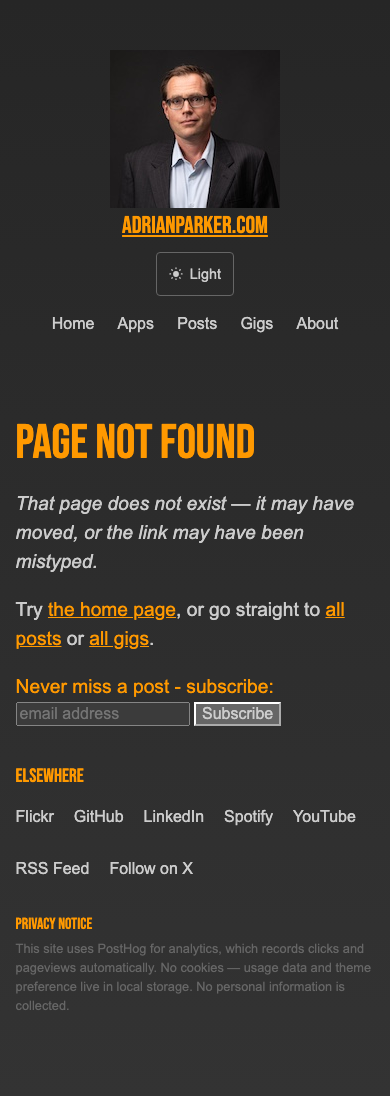 ADRIANPARKER.COM
Light
Home Apps Posts Gigs About
PAGE NOT FOUND
That page does not exist — it may have
moved, or the link may have been
mistyped.
Try the home page, or go straight to all
posts or all gigs.
Never miss a post - subscribe:
email address Subscribe
ELSEWHERE
Flickr GitHub LinkedIn Spotify YouTube
RSS Feed Follow on X
PRIVACY NOTICE
This site uses PostHog for analytics, which records clicks and
pageviews automatically. No cookies — usage data and theme
preference live in local storage. No personal information is
collected.